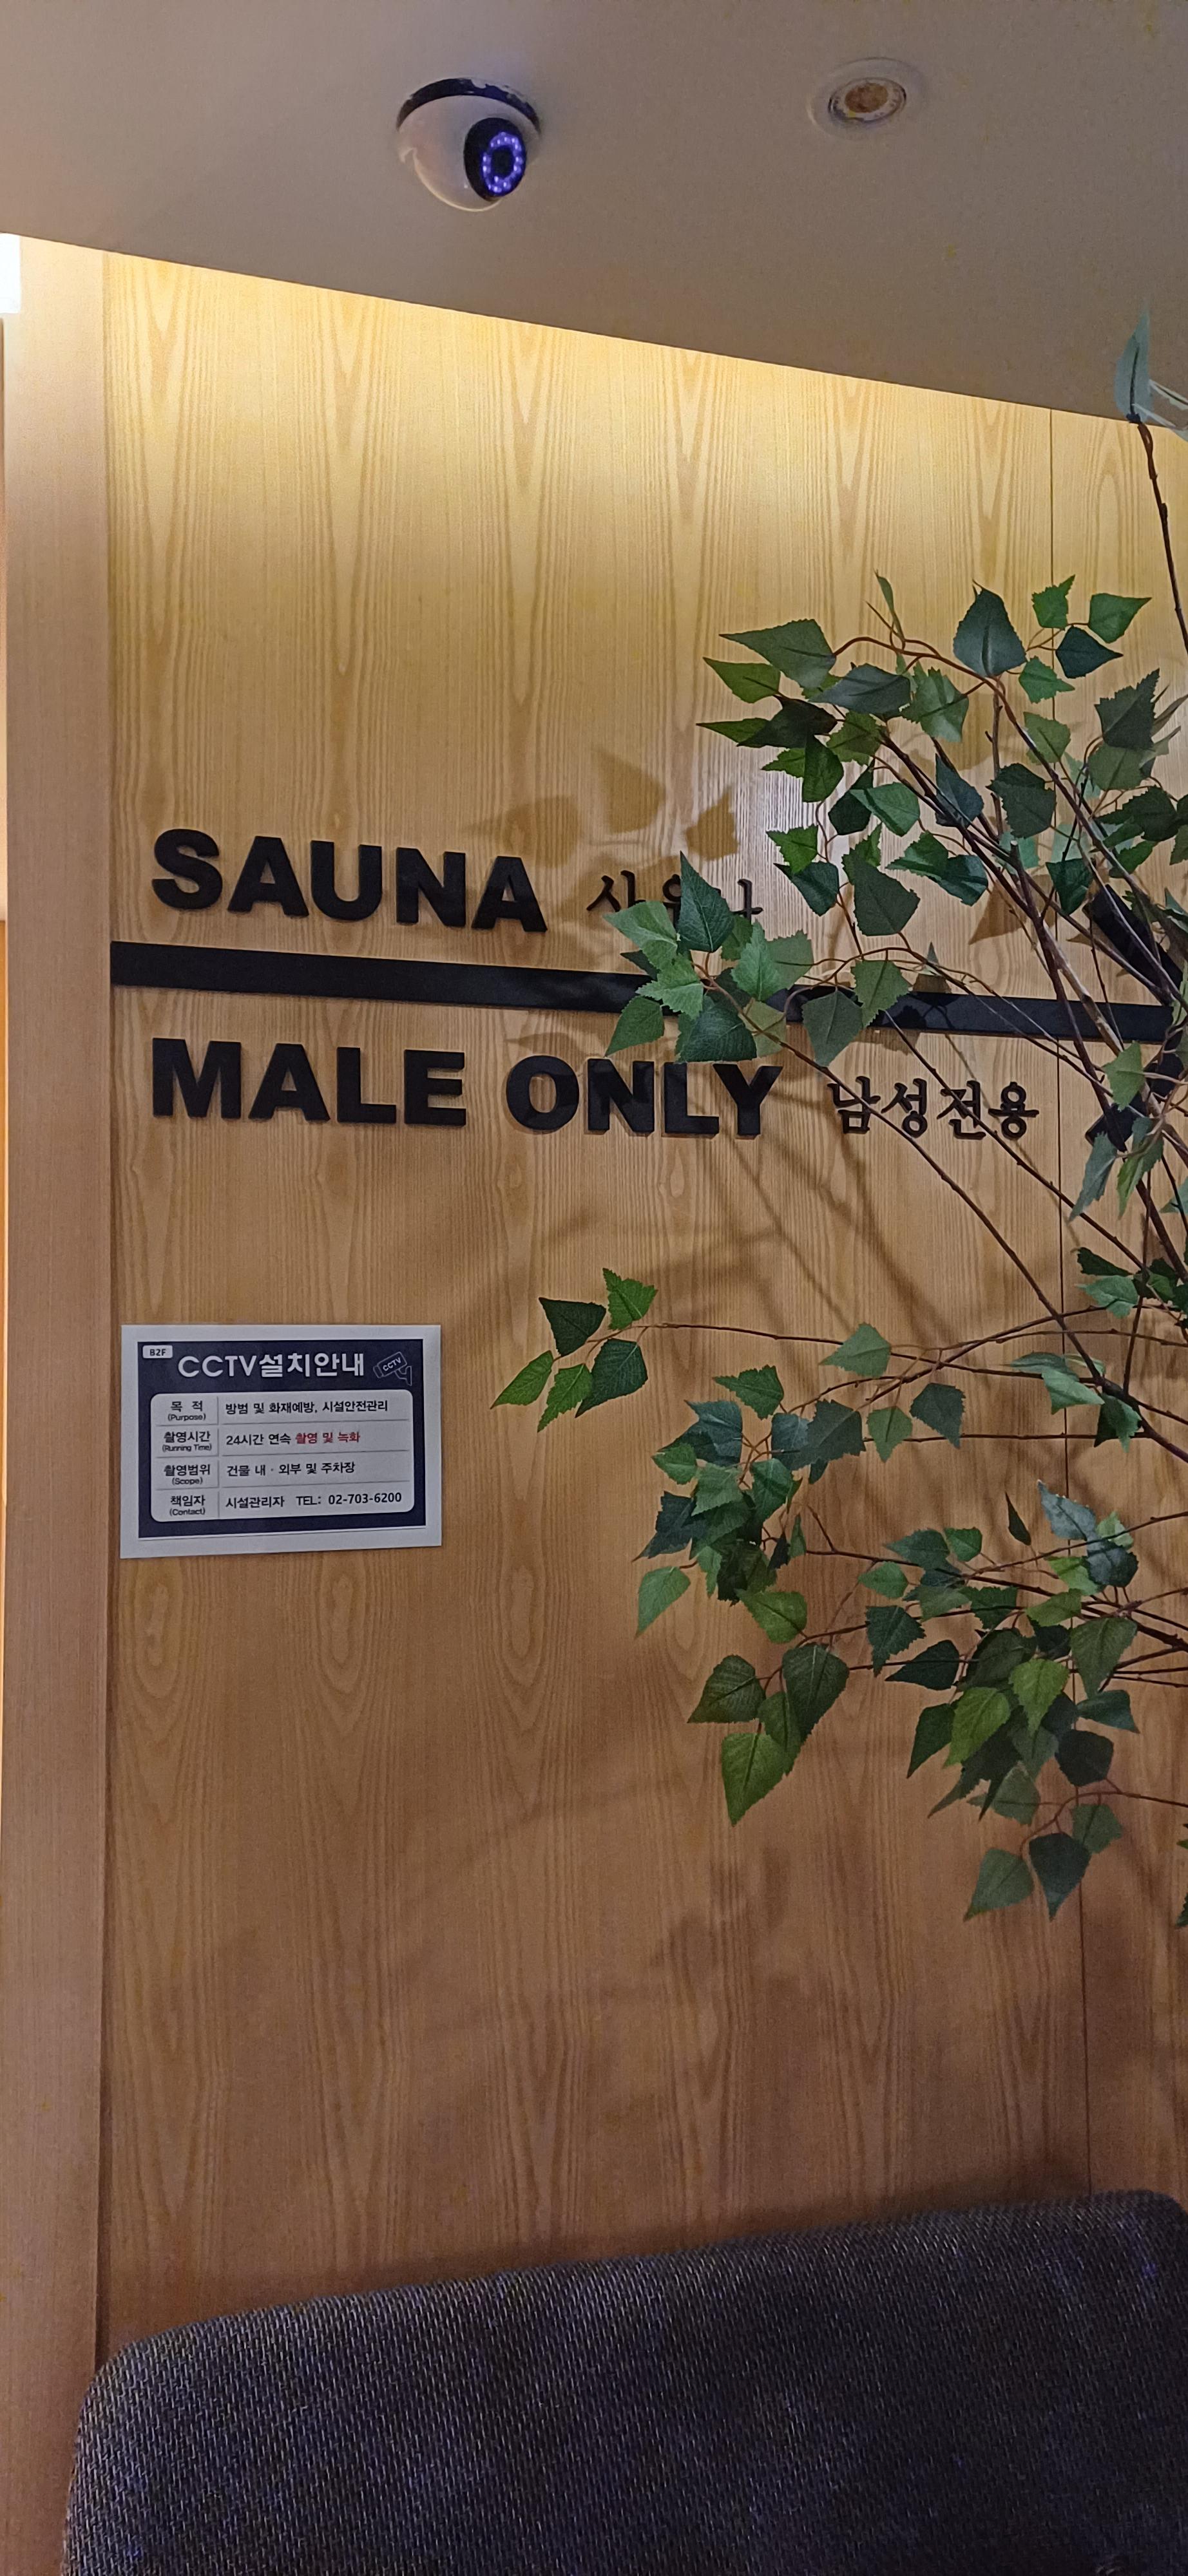 SAUNA
MALE ONLY 남성전용
B2F
CCTV설치안내 CCTV
목 적 방범 및 화재예방, 시설안전관리
(Purpose)
촬영시간 24시간 연속 촬영 및 녹화
(Running Time)
촬영범위 건물 내 · 외부 및 주차장
(Scope)
책임자 시설관리자 TEL: 02-703-6200
(Contact)